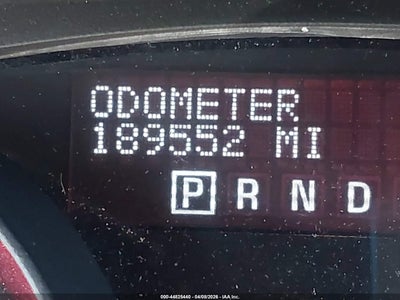 ODOMETER
189552 MI
P R N D
000-44825440 - 04/09/2026 - IAA, Inc.